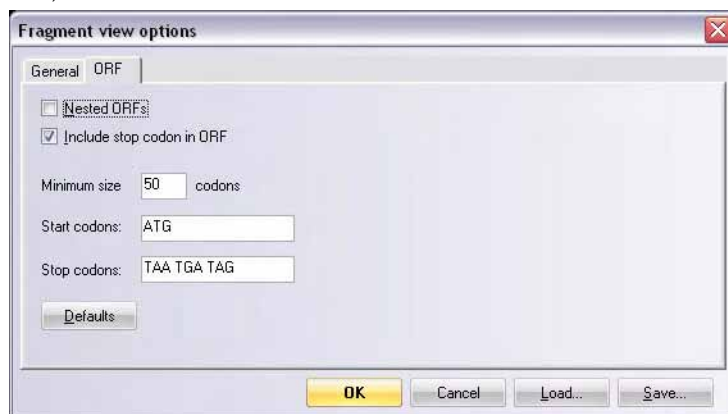 Fragment view options
General ORF
Nested ORFs
Include stop codon in ORF
Minimum size 50 codons
Start codons: ATG
Stop codons: TAA TGA TAG
Defaults
OK Cancel Load... Save...